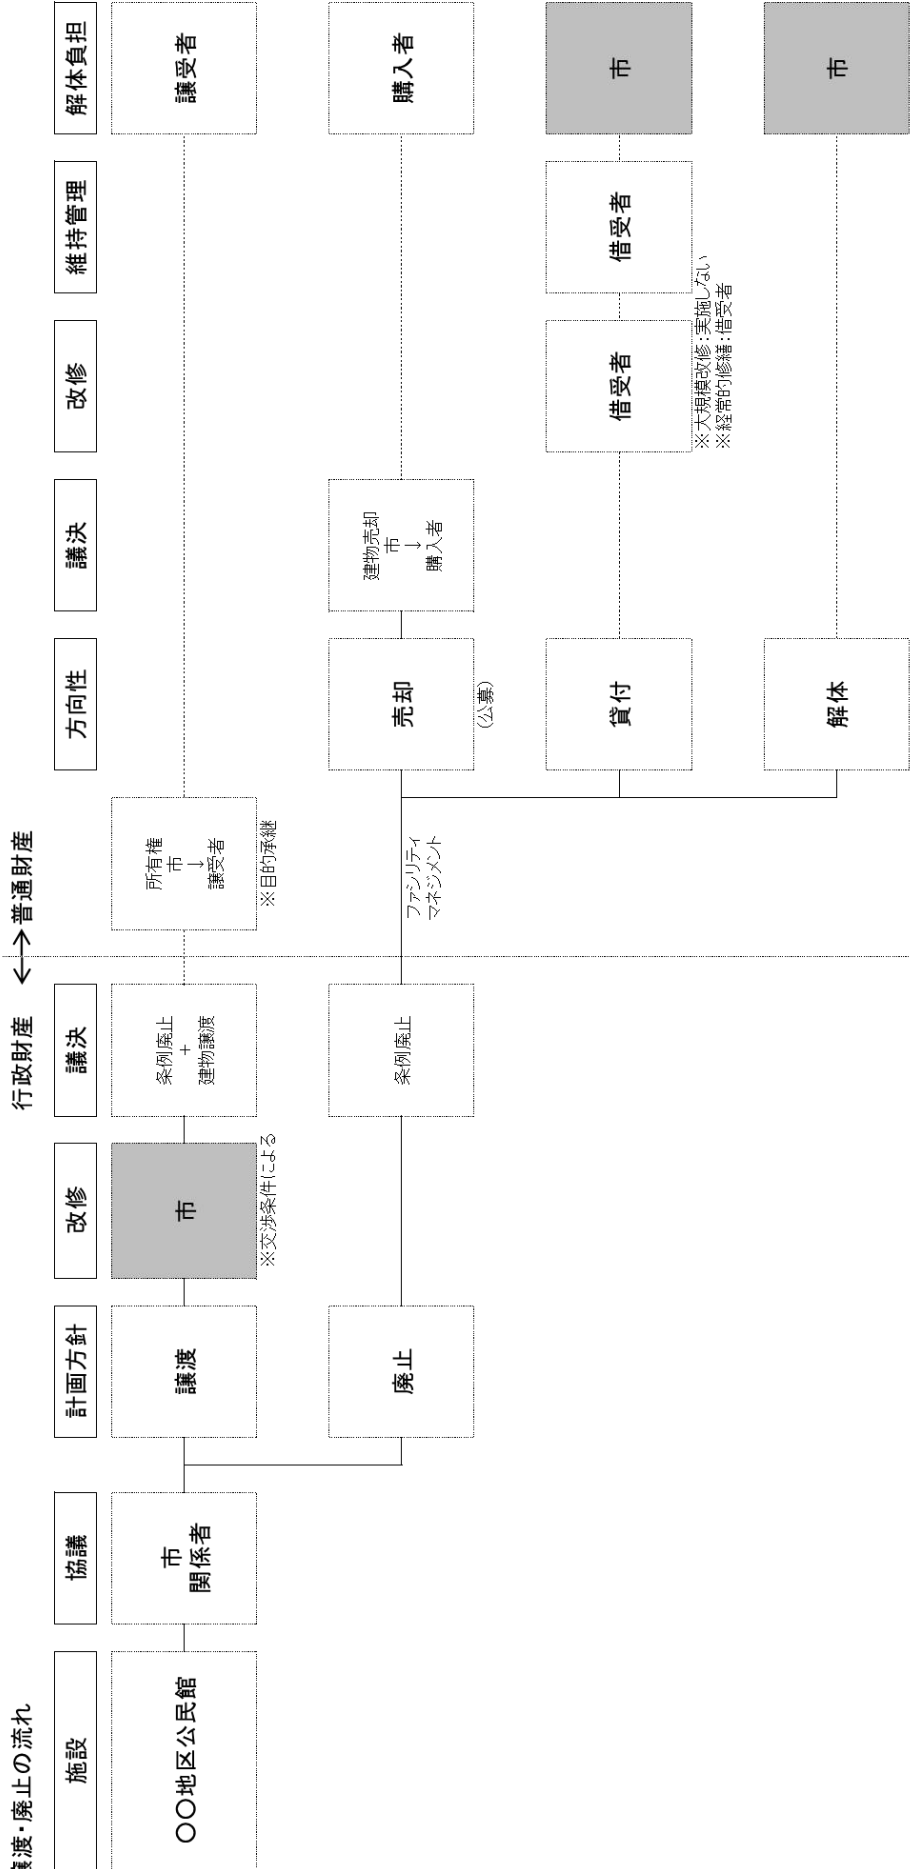 譲渡・廃止の流れ
行政財産 ←→ 普通財産
施設
協議
計画方針
改修
議決
方向性
議決
改修
維持管理
解体負担
〇〇地区公民館
市
関係者
譲渡
市
※交渉条件による
条例廃止
+
建物譲渡
所有権
市
↓
譲受者
※目的承継
譲受者
廃止
条例廃止
ファシリティ
マネジメント
売却
(公募)
建物売却
市
↓
購入者
購入者
貸付
借受者
※大規模改修:実施しない
※経常的修繕:借受者
借受者
市
解体
市